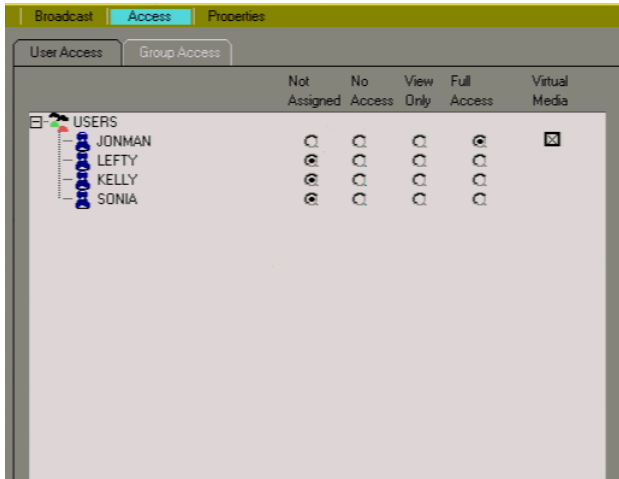 Broadcast Access Properties
User Access Group Access
Not No View Full Virtual
Assigned Access Only Access Media
USERS
JONMAN
LEFTY
KELLY
SONIA